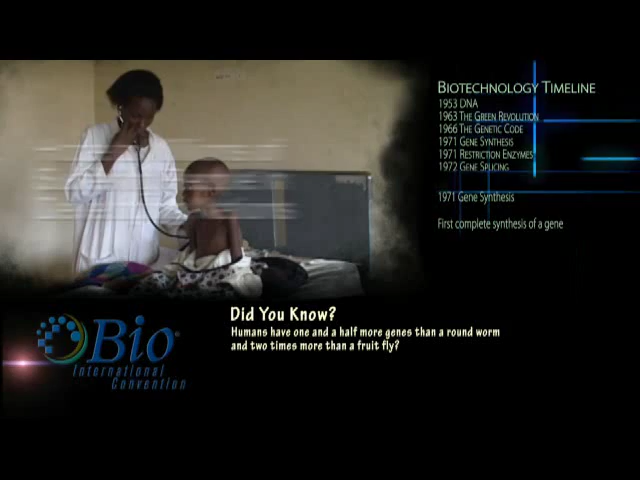 BIOTECHNOLOGY TIMELINE
1953 DNA
1963 THE GREEN REVOLUTION
1966 THE GENETIC CODE
1971 GENE SYNTHESIS
1971 RESTRICTION ENZYMES
1972 GENE SPLICING
1971 Gene Synthesis
First complete synthesis of a gene
Did You Know?
Humans have one and a half more genes than a round worm
and two times more than a fruit fly?
Bio
International
Convention